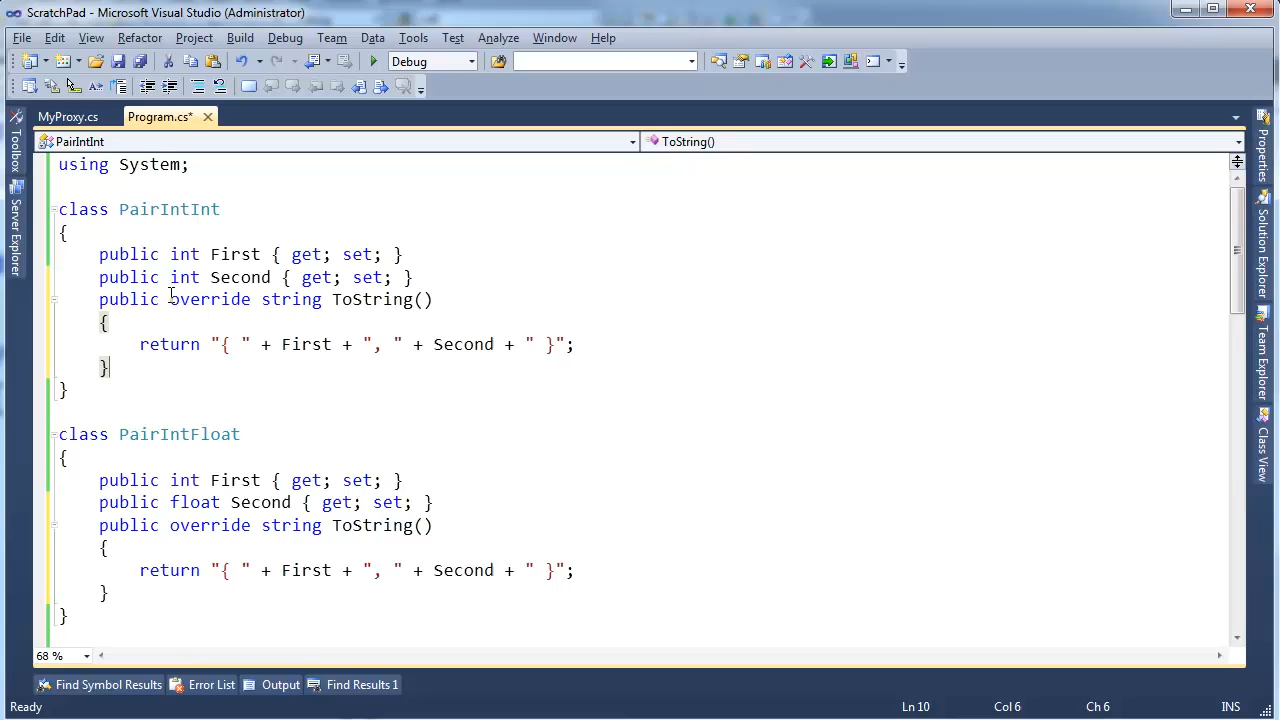 ScratchPad - Microsoft Visual Studio (Administrator)
File Edit View Refactor Project Build Debug Team Data Tools Test Analyze Window Help
Debug
MyProxy.cs Program.cs*
PairIntInt ToString()
Toolbox
Server Explorer
using System;
class PairIntInt
{
public int First { get; set; }
public int Second { get; set; }
public override string ToString()
{
return "{ " + First + ", " + Second + " }";
}
}
class PairIntFloat
{
public int First { get; set; }
public float Second { get; set; }
public override string ToString()
{
return "{ " + First + ", " + Second + " }";
}
}
Properties
Solution Explorer
Team Explorer
Class View
68 %
Find Symbol Results Error List Output Find Results 1
Ready Ln 10 Col 6 Ch 6 INS